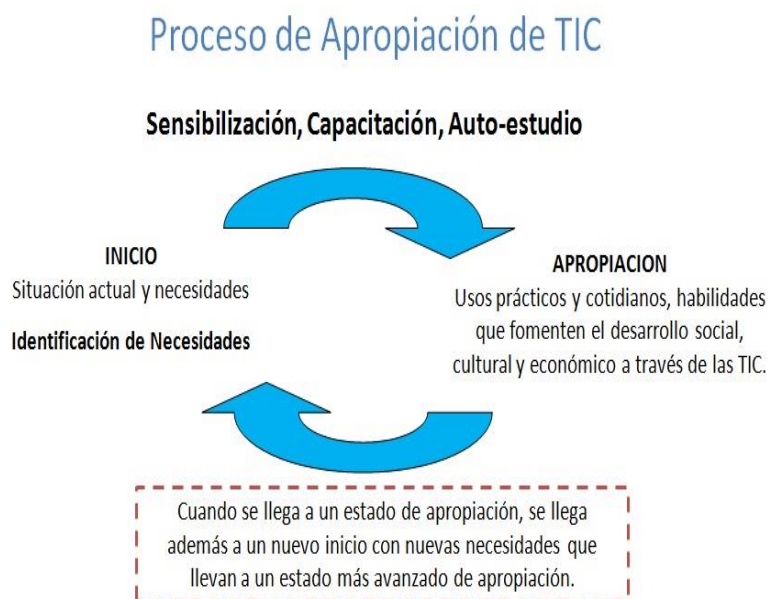 Proceso de Apropiación de TIC
Sensibilización, Capacitación, Auto-estudio
INICIO
Situación actual y necesidades
Identificación de Necesidades
APROPIACION
Usos prácticos y cotidianos, habilidades
que fomenten el desarrollo social,
cultural y económico a través de las TIC.
Cuando se llega a un estado de apropiación, se llega
además a un nuevo inicio con nuevas necesidades que
llevan a un estado más avanzado de apropiación.